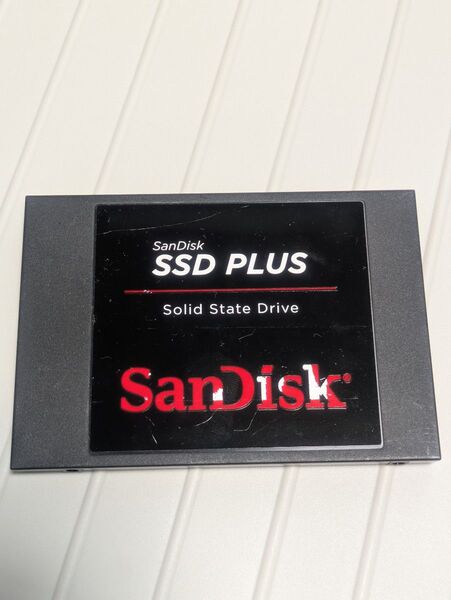 SanDisk
SSD PLUS
Solid State Drive
SanDisk